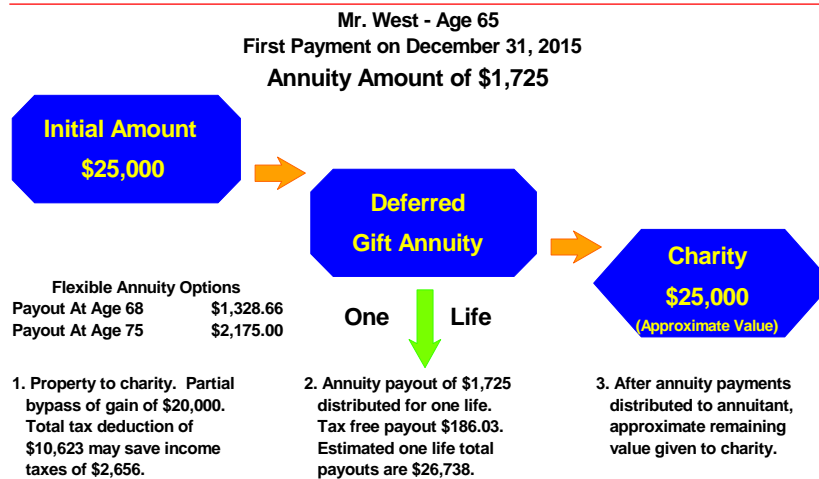 Mr. West - Age 65
First Payment on December 31, 2015
Annuity Amount of $1,725
Initial Amount
$25,000
Deferred
Gift Annuity
Charity
$25,000
(Approximate Value)
Flexible Annuity Options
Payout At Age 68 $1,328.66
Payout At Age 75 $2,175.00
One Life
1. Property to charity. Partial
bypass of gain of $20,000.
Total tax deduction of
$10,623 may save income
taxes of $2,656.
2. Annuity payout of $1,725
distributed for one life.
Tax free payout $186.03.
Estimated one life total
payouts are $26,738.
3. After annuity payments
distributed to annuitant,
approximate remaining
value given to charity.